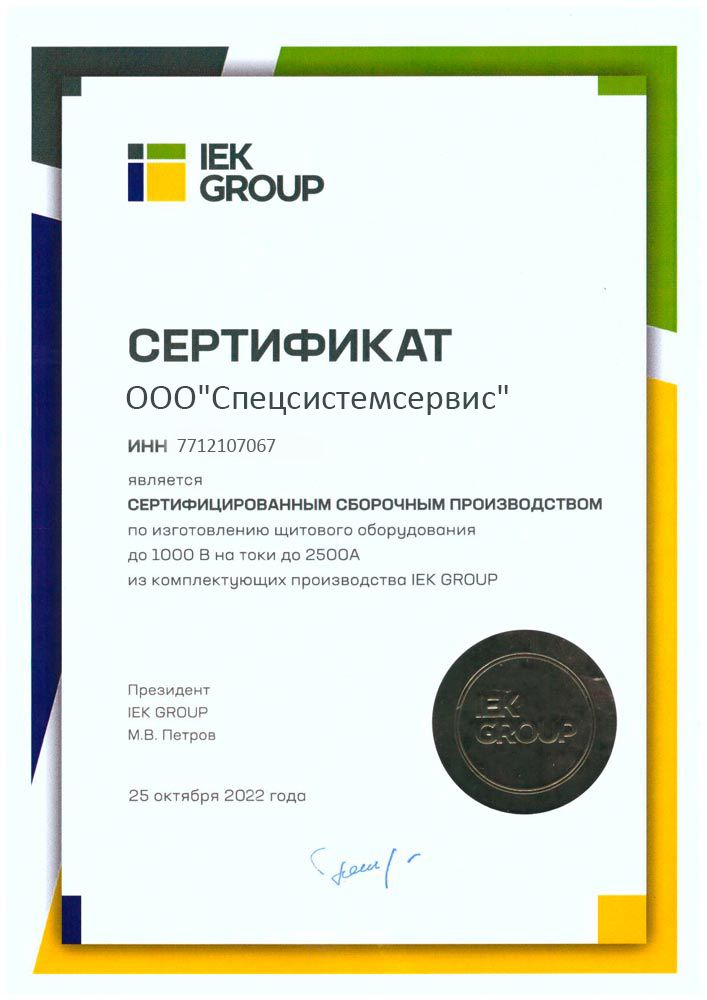 IEK
GROUP
СЕРТИФИКАТ
ООО"Спецсистемсервис"
ИНН 7712107067
является
СЕРТИФИЦИРОВАННЫМ СБОРОЧНЫМ ПРОИЗВОДСТВОМ
по изготовлению щитового оборудования
до 1000 В на токи до 2500А
из комплектующих производства IEK GROUP
Президент
IEK GROUP
М.В. Петров
IEK
GROUP
25 октября 2022 года